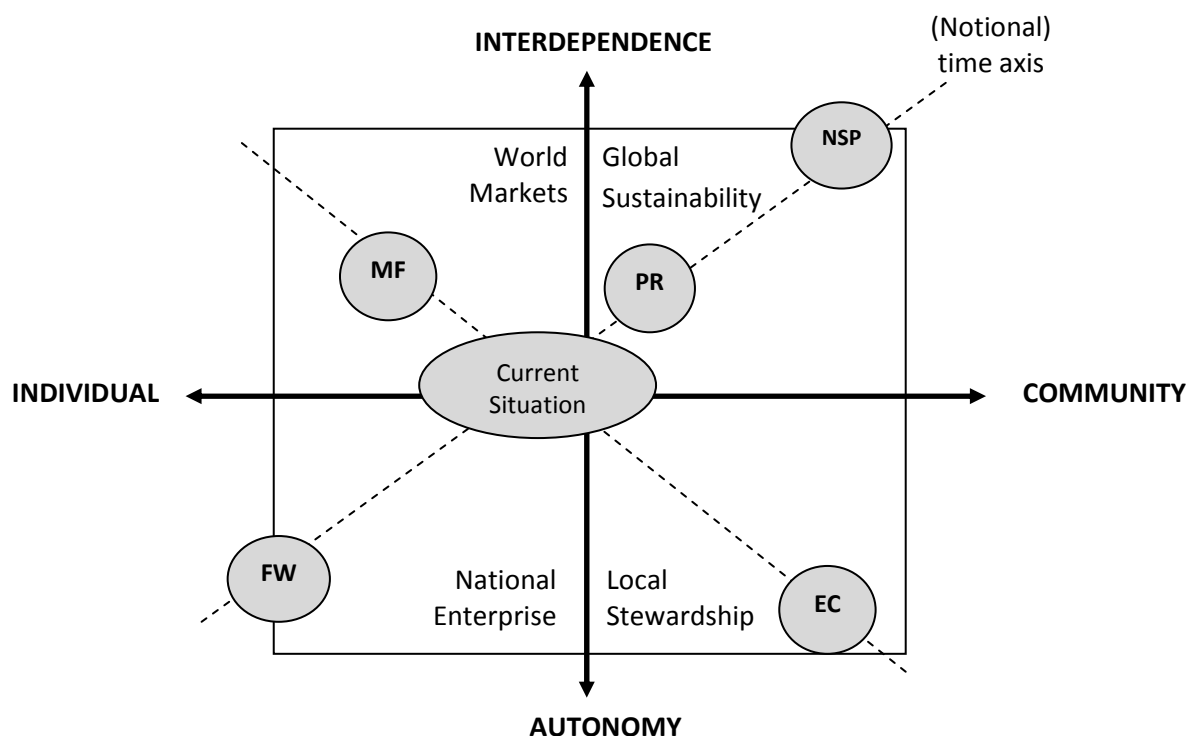 (Notional)
time axis
INTERDEPENDENCE
NSP
World
Markets
Global
Sustainability
MF
PR
Current
Situation
INDIVIDUAL
COMMUNITY
FW
National
Enterprise
Local
Stewardship
EC
AUTONOMY